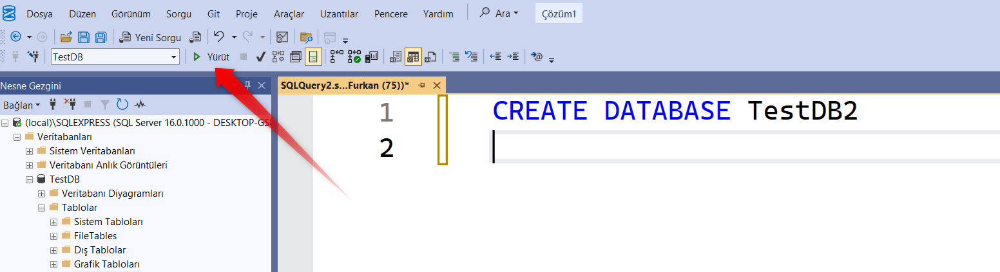 Dosya Düzen Görünüm Sorgu Git Proje Araçlar Uzantılar Pencere Yardım Ara Çözüm1
Yeni Sorgu
TestDB Yürüt
Nesne Gezgini
SQLQuery2.s...Furkan (75))*
Bağlan
1 CREATE DATABASE TestDB2
2
(local)\SQLEXPRESS (SQL Server 16.0.1000 - DESKTOP-GS
Veritabanları
Sistem Veritabanları
Veritabanı Anlık Görüntüleri
TestDB
Veritabanı Diyagramları
Tablolar
Sistem Tabloları
FileTables
Dış Tablolar
Grafik Tabloları